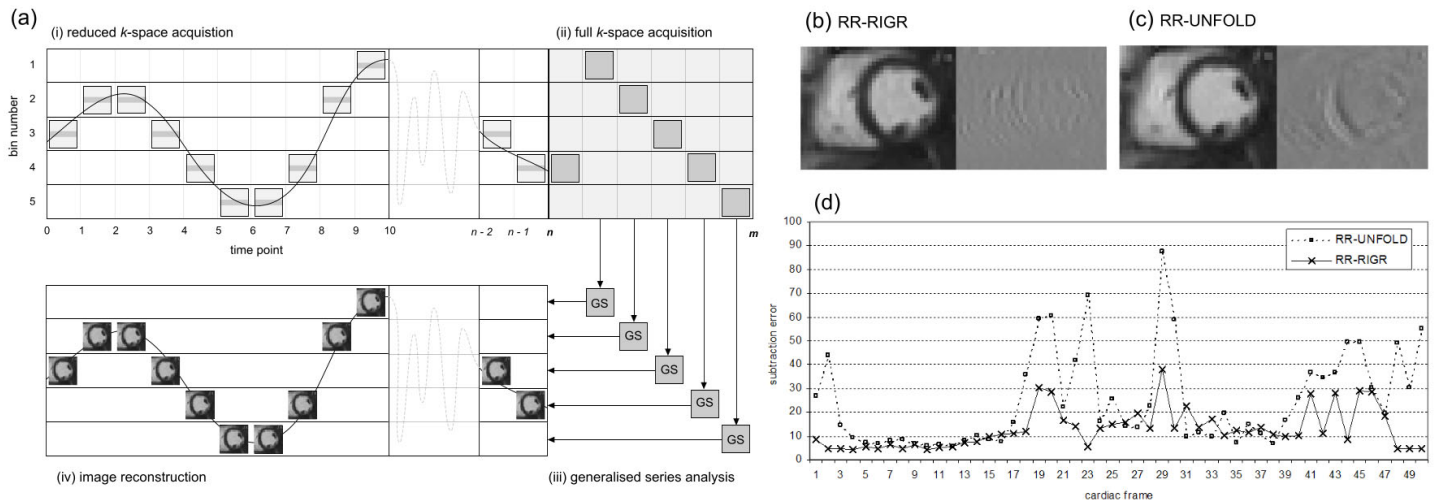 (a)
(i) reduced k-space acquistion
(ii) full k-space acquisition
bin number
1
2
3
4
5
0 1 2 3 4 5 6 7 8 9 10 n - 2 n - 1 n m
time point
GS
GS
GS
GS
GS
(iv) image reconstruction
(iii) generalised series analysis
(b) RR-RIGR
(c) RR-UNFOLD
(d)
subtraction error
100
90
80
70
60
50
40
30
20
10
0
RR-UNFOLD
RR-RIGR
1 3 5 7 9 11 13 15 17 19 21 23 25 27 29 31 33 35 37 39 41 43 45 47 49
cardiac frame